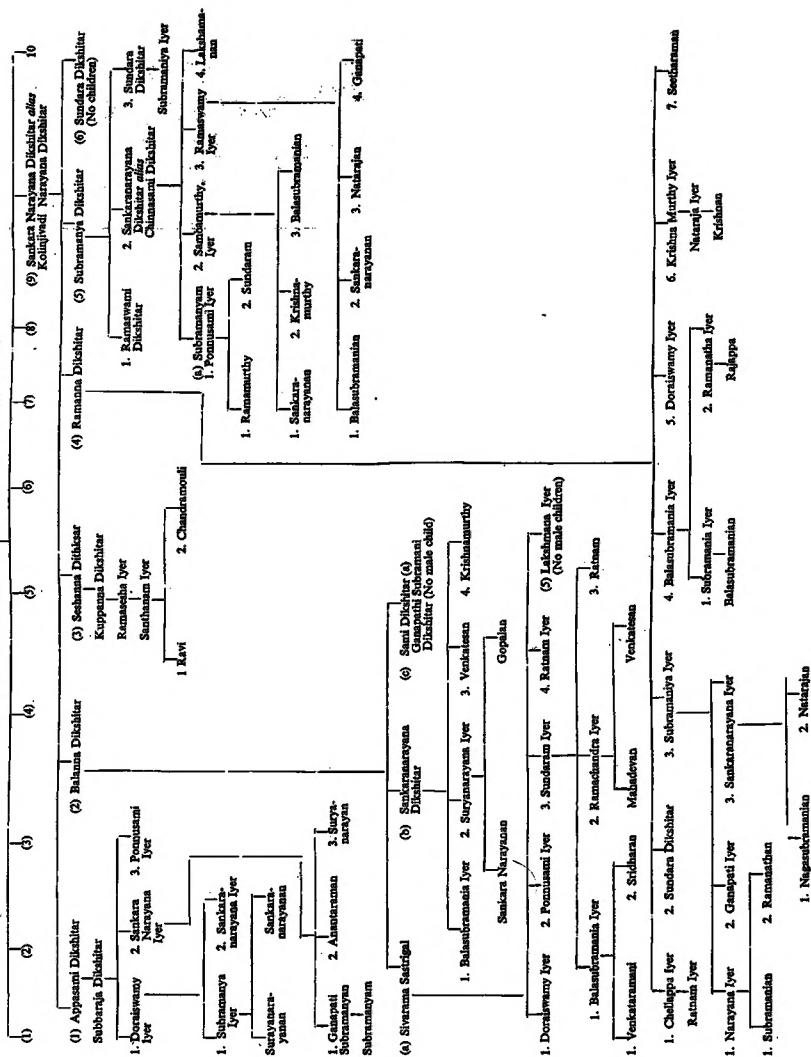 (1) (2) (3) (4). (5) (6) (7) (8) (9) Sankara Narayana Dikshitar alias 10
Kolinjivadi Narayana Dikshitar
(1) Appasami Dikshitar (2) Balanna Dikshitar (3) Seshanna Dithksar (4) Ramanna Dikshitar (5) Subramanya Dikshitar (6) Sundara Dikshitar
Subbaraja Dikshitar Kuppanna Dikshitar (No children)
Ramasesha Iyer
Santhanam Iyer
1 Ravi 2. Chandramouli
1. Ramaswami 2. Sankaranarayana 3. Sundara
Dikshitar Dikshitar alias Dikshitar
Chinnasami Dikshitar Subramaniya Iyer
1. Doraiswamy 2. Sankara 3. Ponnusami
Iyer Narayana Iyer
Iyer
(a) Subramanyam 2. Sambamurthy, 3. Ramaswamy 4. Lakshama-
1. Ponnusami Iyer Iyer Iyer nan
1. Ramamurthy 2. Sundaram
1. Subramanya 2. Sankara-
Iyer narayana Iyer
Surayanara- Sankara-
yanan narayanan
1. Sankara- 2. Krishna- 3. Balasubramanian
narayanan murthy
1. Ganapati 2. Anantaraman 3. Surya-
Subramanyan narayan
Subramanyam
1. Balasubramanian 2. Sankara- 3. Natarajan 4. Ganapati
narayanan
(a) Sivarama Sastrigal (b) Sankaranarayana (c) Sami Dikshitar (a)
Dikshitar Ganapathi Subramani
Dikshitar (No male child)
1. Balasubramania Iyer 2. Suryanarayana Iyer 3. Venkatesan 4. Krishnamurthy
Sankara Narayanan Gopalan
1. Doraiswamy Iyer 2. Ponnusami Iyer 3. Sundaram Iyer 4. Ratnam Iyer (5) Lakshmana Iyer
(No male children)
1. Balasubramania Iyer 2. Ramachandra Iyer 3. Ratnam
1. Venkataramani 2. Sridharan Mahadevan Venkatesan
1. Chellappa Iyer 2. Sundara Dikshitar 3. Subramaniya Iyer 4. Balasubramania Iyer 5. Doraiswamy Iyer 6. Krishna Murthy Iyer 7. Seetharaman
Ratnam Iyer Nataraja Iyer
Krishnan
1. Subramania Iyer 2. Ramanatha Iyer
Balasubramanian Rajappa
1. Narayana Iyer 2. Ganapati Iyer 3. Sankaranarayana Iyer
1. Subramanian 2. Ramanathan
1. Nagasubramanian 2. Natarajan